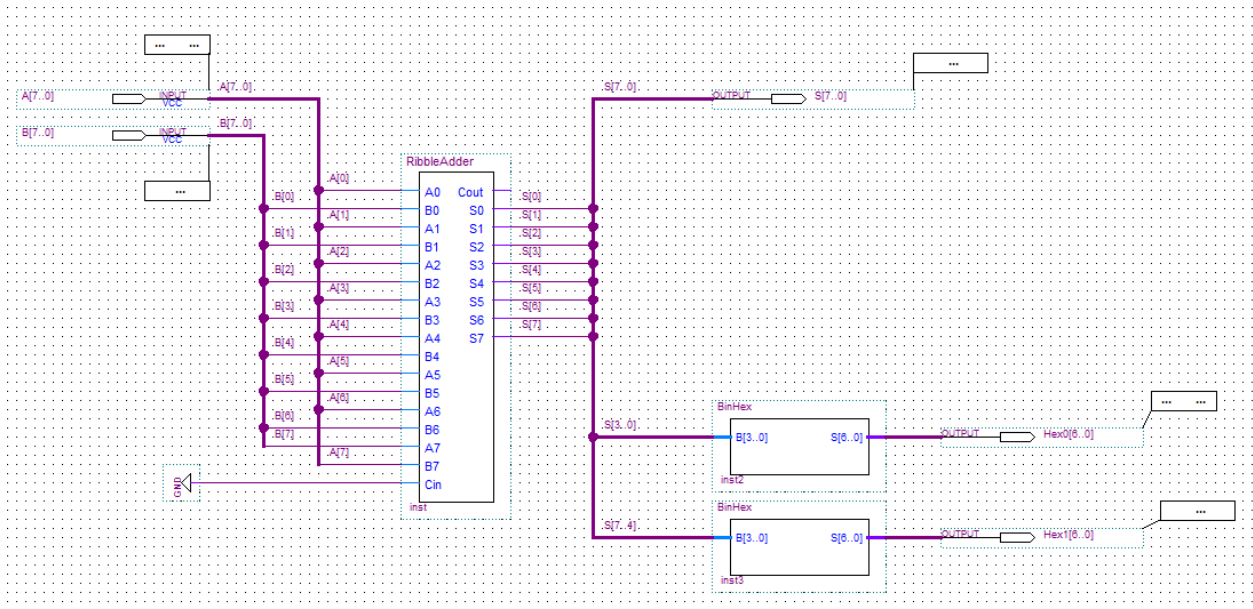 ... ...
...
A[7..0]
INPUT
VCC
A[7..0]
S[7..0]
OUTPUT
S[7..0]
B[7..0]
INPUT
VCC
B[7..0]
...
RibbleAdder
A[0]
B[0]
A[1]
B[1]
A[2]
B[2]
A[3]
B[3]
A[4]
B[4]
A[5]
B[5]
A[6]
B[6]
B[7]
A[7]
A0 Cout
B0 S0
A1 S1
B1 S2
A2 S3
B2 S4
A3 S5
B3 S6
A4 S7
B4
A5
B5
A6
B6
A7
B7
Cin
inst
GND
S[0]
S[1]
S[2]
S[3]
S[4]
S[5]
S[6]
S[7]
S[3..0]
BinHex
B[3..0] S[6..0]
inst2
OUTPUT
Hex0[6..0]
... ...
S[7..4]
BinHex
B[3..0] S[6..0]
inst3
OUTPUT
Hex1[6..0]
...